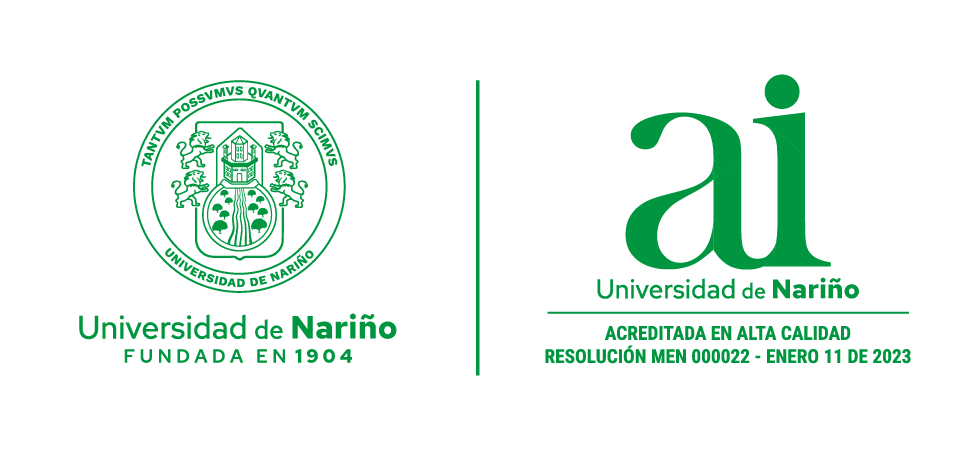 TANTVM POSSVMVS QVANTVM SCIMVS
UNIVERSIDAD DE NARIÑO
Universidad de Nariño
FUNDADA EN 1904
ai
Universidad de Nariño
ACREDITADA EN ALTA CALIDAD
RESOLUCIÓN MEN 000022 - ENERO 11 DE 2023